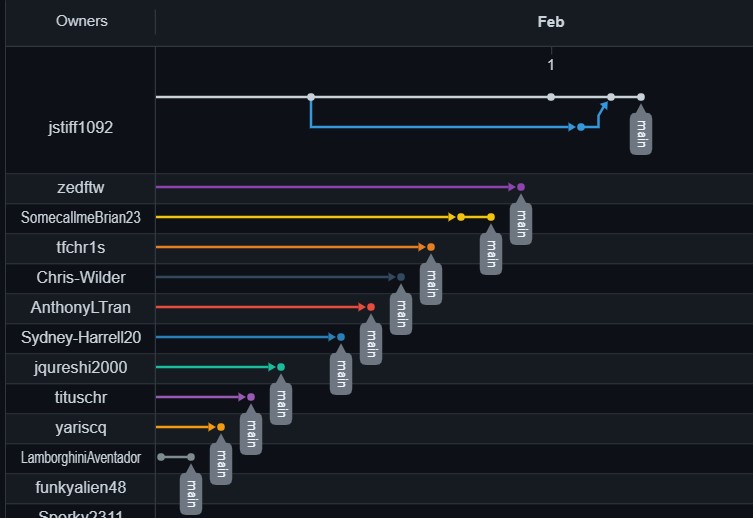 Owners
Feb
1
jstiff1092
main
zedftw
main
SomecallmeBrian23
main
tfchr1s
main
Chris-Wilder
main
AnthonyLTran
main
Sydney-Harrell20
main
jqureshi2000
main
tituschr
main
yariscq
main
LamborghiniAventador
main
funkyalien48